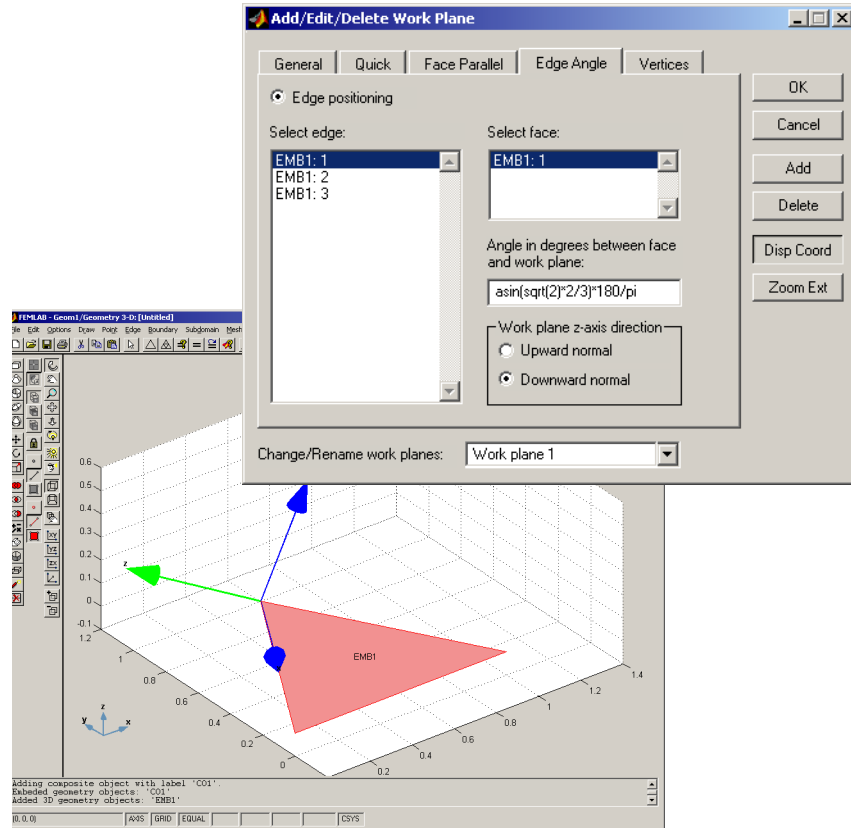 Add/Edit/Delete Work Plane
General Quick Face Parallel Edge Angle Vertices
Edge positioning
Select edge:
EMB1: 1
EMB1: 2
EMB1: 3
Select face:
EMB1: 1
Angle in degrees between face
and work plane:
asin(sqrt(2)*2/3)*180/pi
Work plane z-axis direction
Upward normal
Downward normal
Change/Rename work planes: Work plane 1
OK
Cancel
Add
Delete
Disp Coord
Zoom Ext
FEMLAB - Geom1/Geometry 3-D: [Untitled]
File Edit Options Draw Point Edge Boundary Subdomain Mesh
0.6
0.5
0.4
0.3
0.2
0.1
0
-0.1
1.2
1
0.8
0.6
0.4
0.2
0
0.2
0.4
0.6
0.8
1
1.2
1.4
z
EMB1
z
y
x
Adding composite object with label 'CO1'.
Embeded geometry objects: 'CO1'
Added 3D geometry objects: 'EMB1'
(0, 0, 0) AXIS GRID EQUAL CSYS